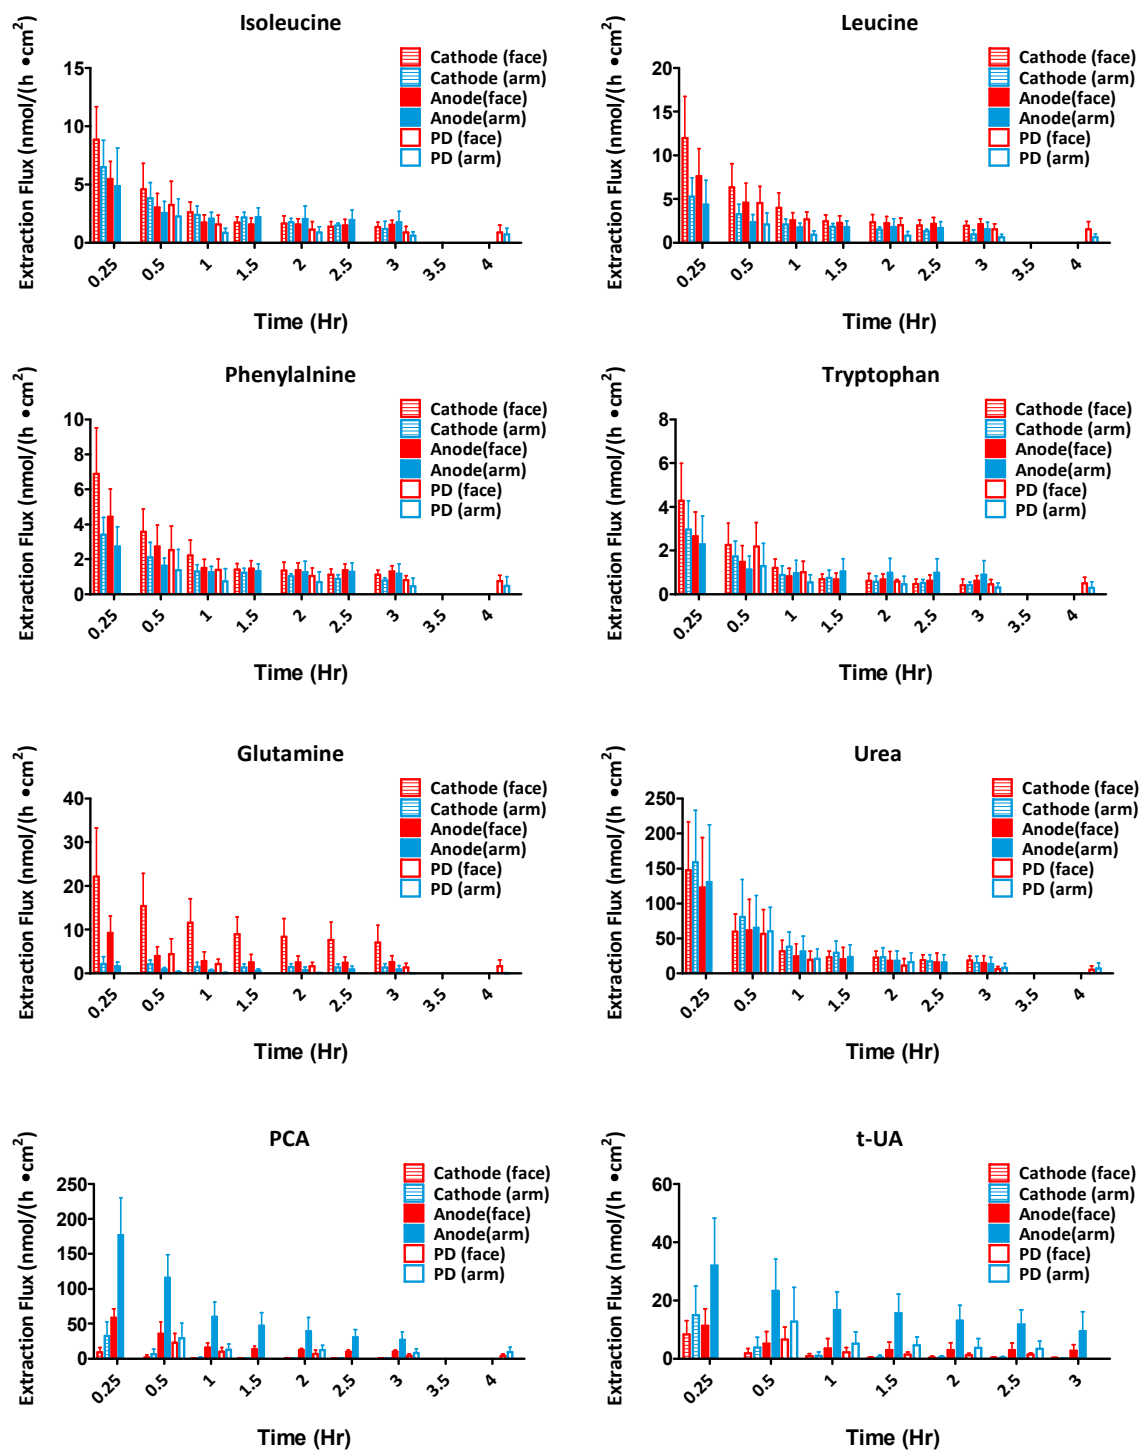 Isoleucine
Extraction Flux (nmol/(h •cm²)
15
10
5
0
0.25
0.5
1
1.5
2
2.5
3
3.5
4
Time (Hr)
Cathode (face)
Cathode (arm)
Anode(face)
Anode(arm)
PD (face)
PD (arm)
Leucine
Extraction Flux (nmol/(h •cm²)
20
15
10
5
0
0.25
0.5
1
1.5
2
2.5
3
3.5
4
Time (Hr)
Cathode (face)
Cathode (arm)
Anode(face)
Anode(arm)
PD (face)
PD (arm)
Phenylalnine
Extraction Flux (nmol/(h •cm²)
10
8
6
4
2
0
0.25
0.5
1
1.5
2
2.5
3
3.5
4
Time (Hr)
Cathode (face)
Cathode (arm)
Anode(face)
Anode(arm)
PD (face)
PD (arm)
Tryptophan
Extraction Flux (nmol/(h •cm²)
8
6
4
2
0
0.25
0.5
1
1.5
2
2.5
3
3.5
4
Time (Hr)
Cathode (face)
Cathode (arm)
Anode(face)
Anode(arm)
PD (face)
PD (arm)
Glutamine
Extraction Flux (nmol/(h •cm²)
40
30
20
10
0
0.25
0.5
1
1.5
2
2.5
3
3.5
4
Time (Hr)
Cathode (face)
Cathode (arm)
Anode(face)
Anode(arm)
PD (face)
PD (arm)
Urea
Extraction Flux (nmol/(h •cm²)
250
200
150
100
50
0
0.25
0.5
1
1.5
2
2.5
3
3.5
4
Time (Hr)
Cathode (face)
Cathode (arm)
Anode(face)
Anode(arm)
PD (face)
PD (arm)
PCA
Extraction Flux (nmol/(h •cm²)
250
200
150
100
50
0
0.25
0.5
1
1.5
2
2.5
3
3.5
4
Time (Hr)
Cathode (face)
Cathode (arm)
Anode(face)
Anode(arm)
PD (face)
PD (arm)
t-UA
Extraction Flux (nmol/(h •cm²)
60
40
20
0
0.25
0.5
1
1.5
2
2.5
3
Time (Hr)
Cathode (face)
Cathode (arm)
Anode(face)
Anode(arm)
PD (face)
PD (arm)